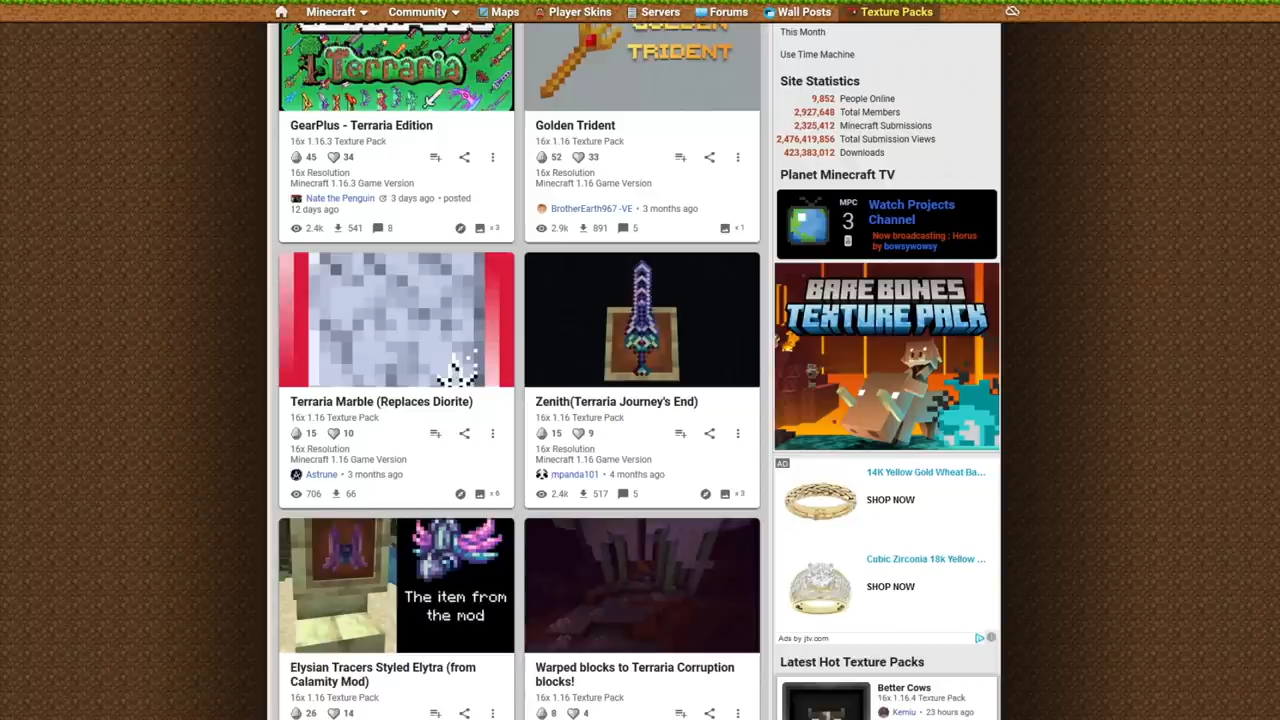 Minecraft Community Maps Player Skins Servers Forums Wall Posts Texture Packs
Terraria
GearPlus - Terraria Edition
16x 1.16.3 Texture Pack
45 34
16x Resolution
Minecraft 1.16.3 Game Version
Nate the Penguin 3 days ago • posted
12 days ago
2.4k 541 8 x 3
GOLDEN
TRIDENT
Golden Trident
16x 1.16 Texture Pack
52 33
16x Resolution
Minecraft 1.16 Game Version
BrotherEarth967 -VE • 3 months ago
2.9k 891 5 x 1
Terraria Marble (Replaces Diorite)
16x 1.16 Texture Pack
15 10
16x Resolution
Minecraft 1.16 Game Version
Astrune • 3 months ago
706 66 x 6
Zenith(Terraria Journey's End)
16x 1.16 Texture Pack
15 9
16x Resolution
Minecraft 1.16 Game Version
mpanda101 • 4 months ago
2.4k 517 5 x 3
The item from
the mod
Elysian Tracers Styled Elytra (from
Calamity Mod)
16x 1.16 Texture Pack
26 14
Warped blocks to Terraria Corruption
blocks!
16x 1.16 Texture Pack
8 4
This Month
Use Time Machine
Site Statistics
9,852 People Online
2,927,648 Total Members
2,325,412 Minecraft Submissions
2,476,419,856 Total Submission Views
423,383,012 Downloads
Planet Minecraft TV
MPC
3
Watch Projects
Channel
Now broadcasting : Horus
by bowsywowsy
BARE BONES
TEXTURE PACK
AD
14K Yellow Gold Wheat Ba...
SHOP NOW
Cubic Zirconia 18k Yellow ...
SHOP NOW
Ads by jtv.com
Latest Hot Texture Packs
Better Cows
16x 1.16.4 Texture Pack
Kemiu • 23 hours ago